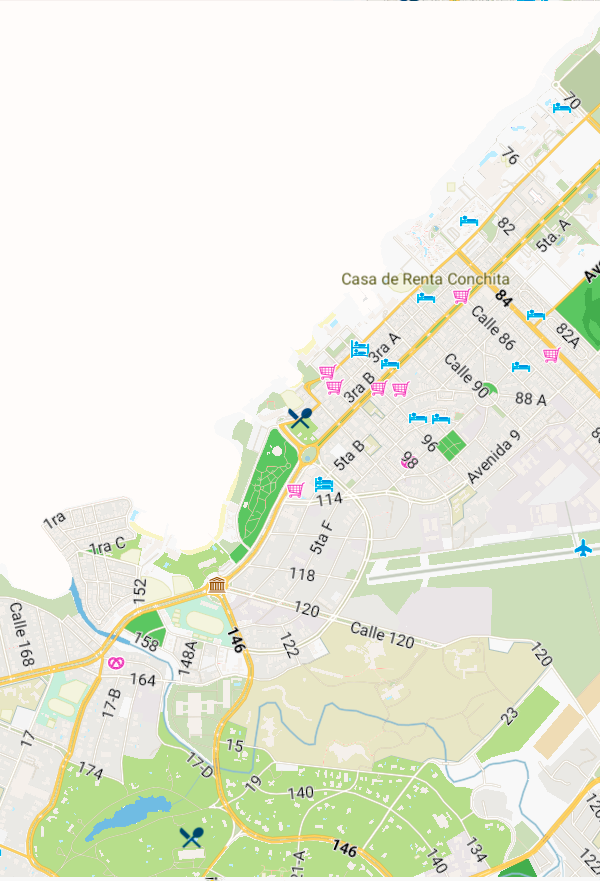 70
76
82
5ta. A
Casa de Renta Conchita
84
Calle 86
82A
3ra A
Calle 90
3ra B
88 A
96
5ta B
98
Avenida 9
114
1ra
5ta F
1ra C
118
152
120
Calle 168
146
Calle 120
158
122
148A
120
164
17-B
23
17
15
17-D
174
19
140
146
134
140
21-A
122